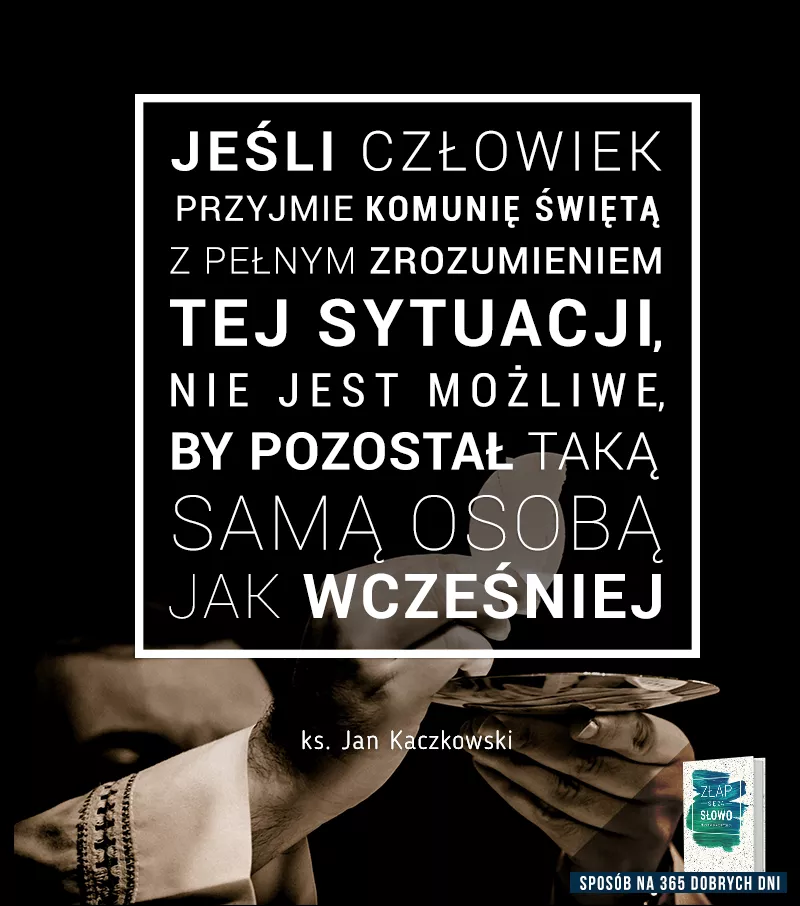 JEŚLI CZŁOWIEK
PRZYJMIE KOMUNIĘ ŚWIĘTĄ
Z PEŁNYM ZROZUMIENIEM
TEJ SYTUACJI,
NIE JEST MOŻLIWE,
BY POZOSTAŁ TAKĄ
SAMĄ OSOBĄ
JAK WCZEŚNIEJ
ks. Jan Kaczkowski
ZŁAP
SŁOWO
SPOSÓB NA 365 DOBRYCH DNI